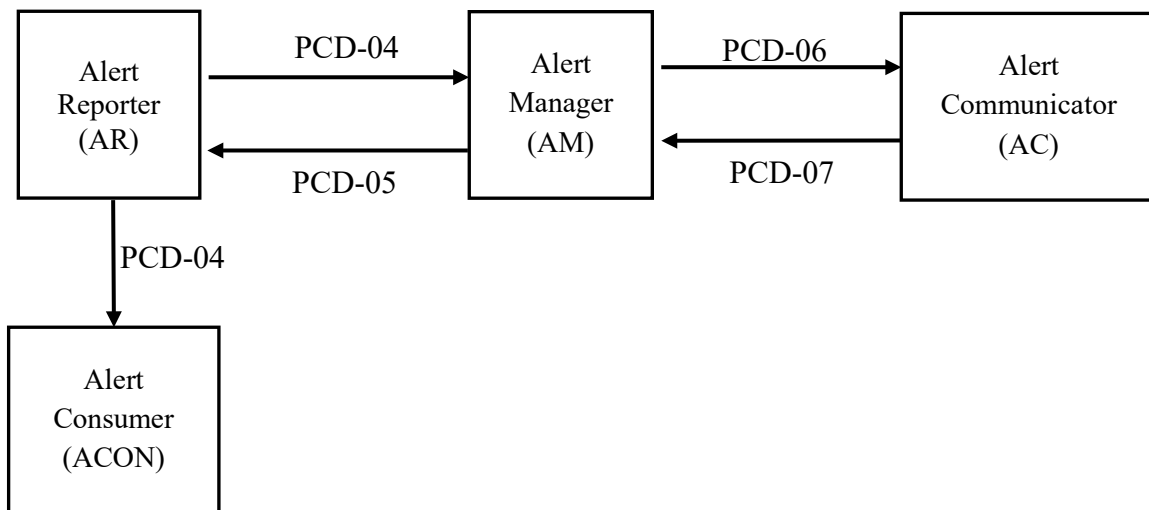 Alert
Reporter
(AR)
PCD-04
PCD-05
Alert
Manager
(AM)
PCD-06
PCD-07
Alert
Communicator
(AC)
PCD-04
Alert
Consumer
(ACON)